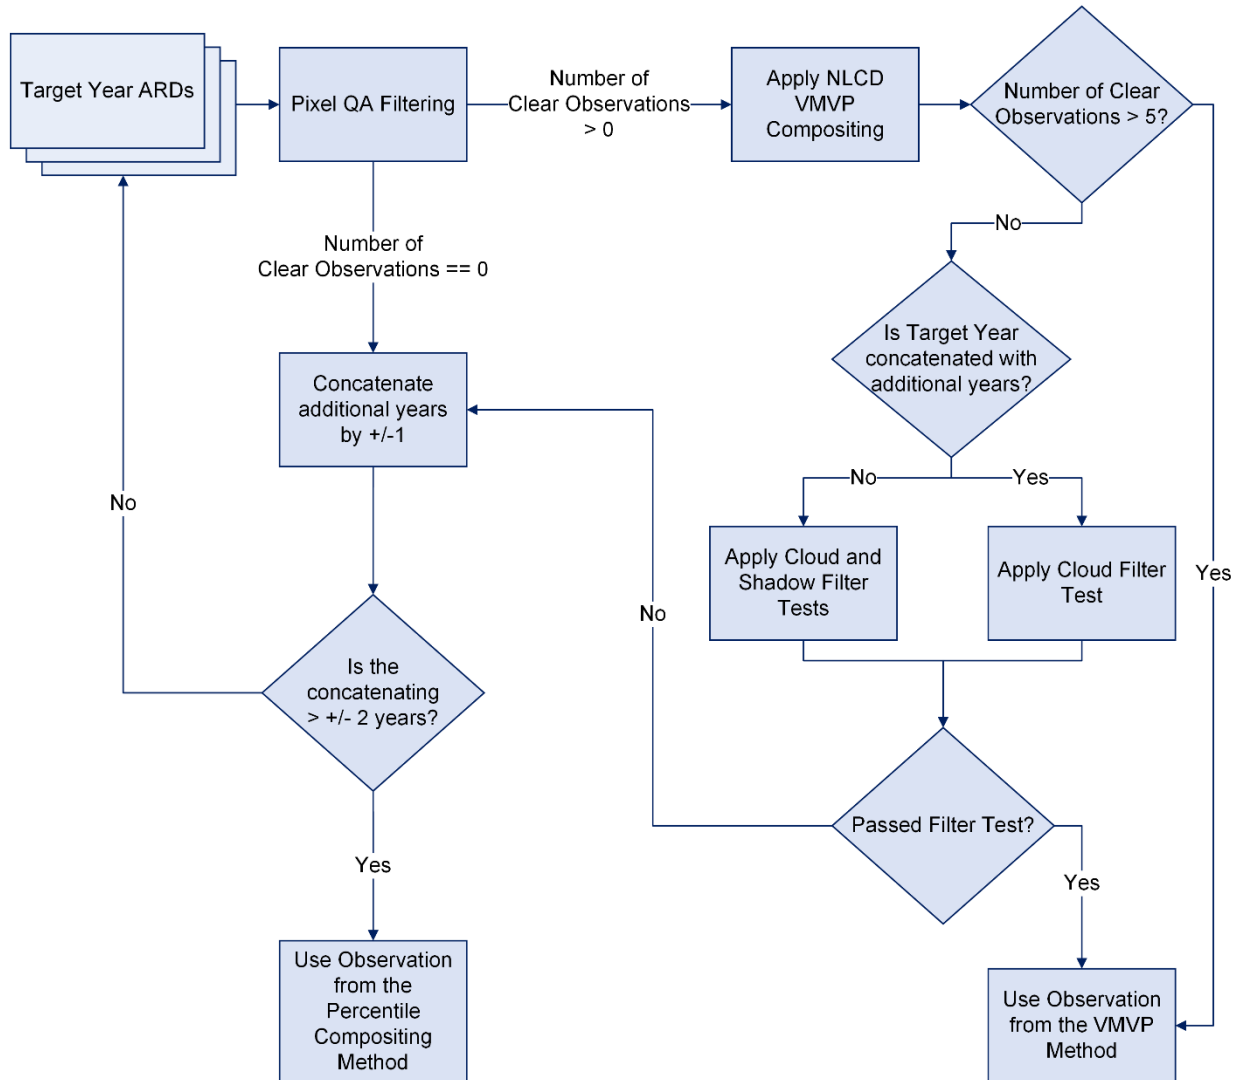 Target Year ARDs
Pixel QA Filtering
Number of
Clear Observations
> 0
Apply NLCD
VMVP
Compositing
Number of Clear
Observations > 5?
No
Number of
Clear Observations == 0
Is Target Year
concatenated with
additional years?
Concatenate
additional years
by +/-1
No
Yes
No
Apply Cloud and
Shadow Filter
Tests
Apply Cloud Filter
Test
Yes
No
Is the
concatenating
> +/- 2 years?
Passed Filter Test?
Yes
Yes
Use Observation
from the
Percentile
Compositing
Method
Use Observation
from the VMVP
Method